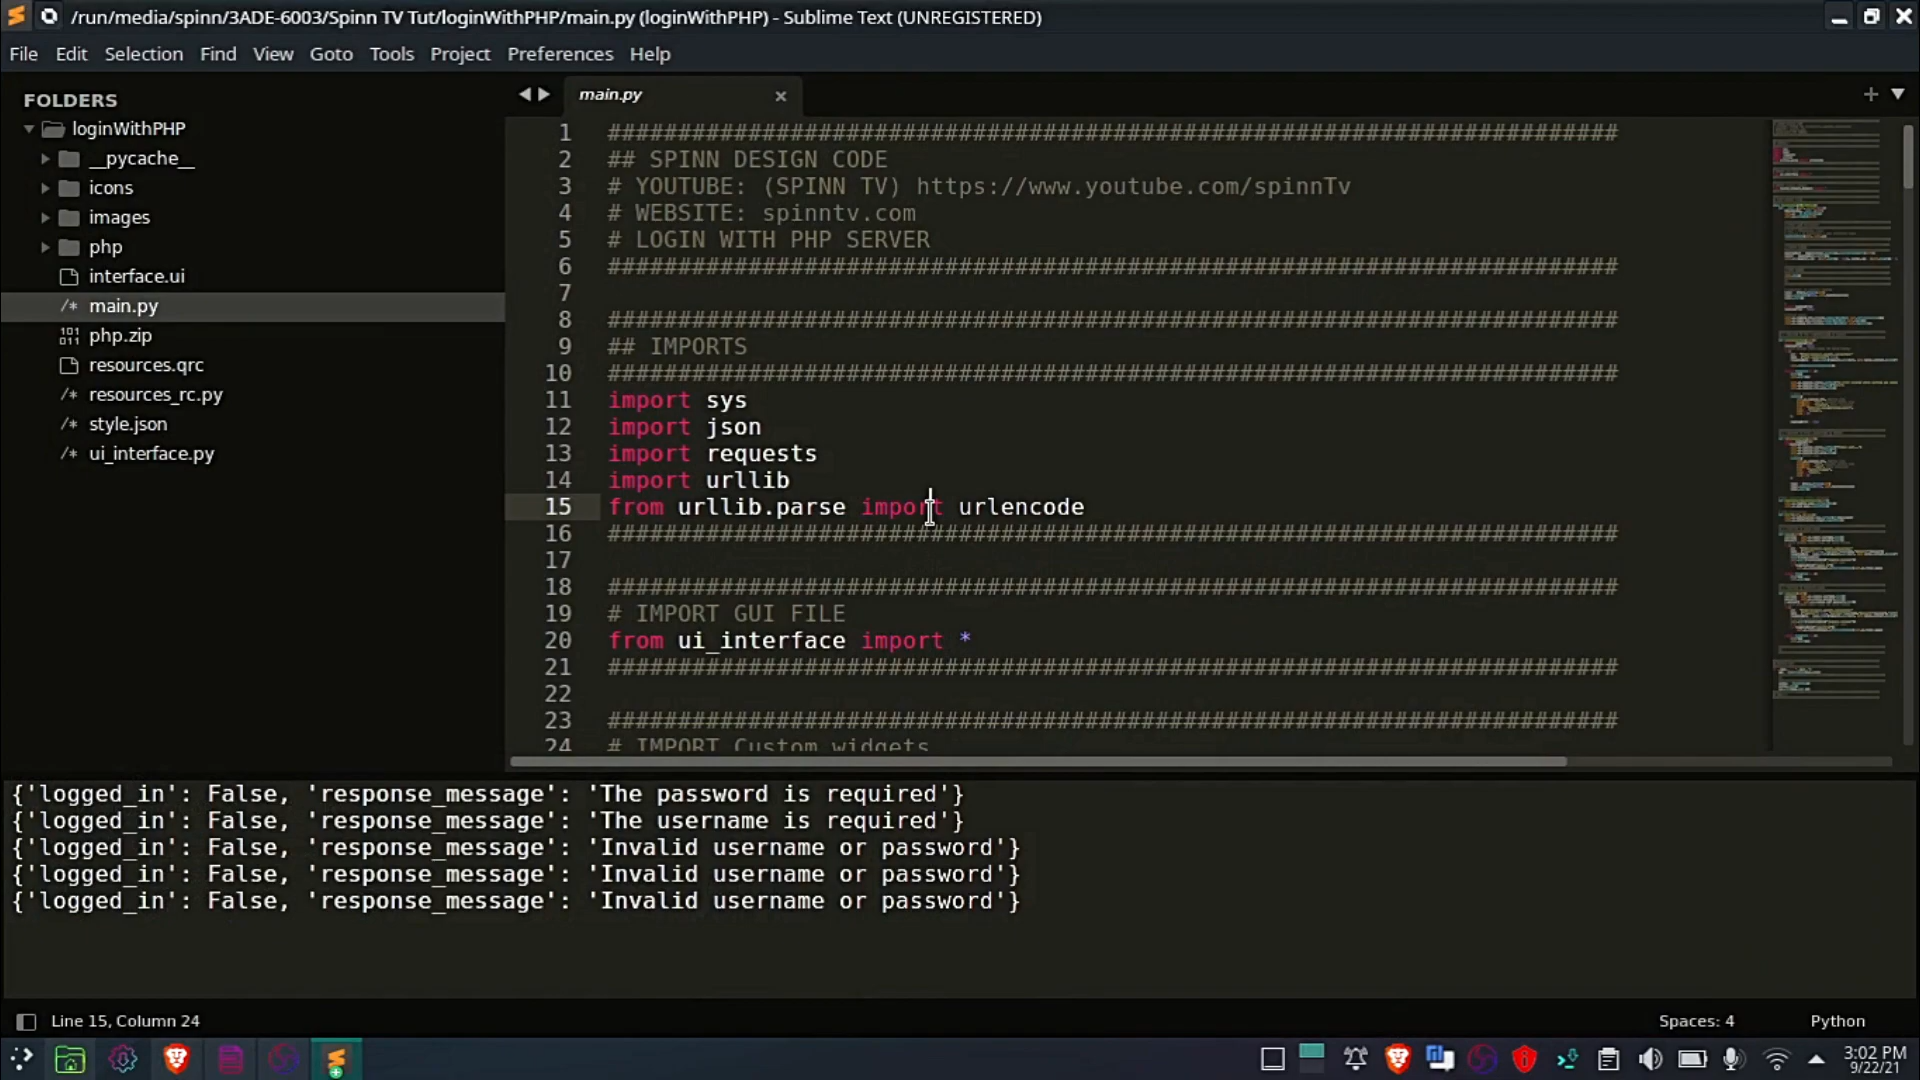 /run/media/spinn/3ADE-6003/Spinn TV Tut/loginWithPHP/main.py (loginWithPHP) - Sublime Text (UNREGISTERED)
File Edit Selection Find View Goto Tools Project Preferences Help
FOLDERS
loginWithPHP
__pycache__
icons
images
php
interface.ui
/* main.py
php.zip
resources.qrc
/* resources_rc.py
/* style.json
/* ui_interface.py
main.py
1 ########################################################################
2 ## SPINN DESIGN CODE
3 # YOUTUBE: (SPINN TV) https://www.youtube.com/spinnTv
4 # WEBSITE: spinntv.com
5 # LOGIN WITH PHP SERVER
6 ########################################################################
7
8 ########################################################################
9 ## IMPORTS
10 ########################################################################
11 import sys
12 import json
13 import requests
14 import urllib
15 from urllib.parse import urlencode
16 ########################################################################
17
18 ########################################################################
19 # IMPORT GUI FILE
20 from ui_interface import *
21 ########################################################################
22
23 ########################################################################
24 # IMPORT Custom widgets
{'logged_in': False, 'response_message': 'The password is required'}
{'logged_in': False, 'response_message': 'The username is required'}
{'logged_in': False, 'response_message': 'Invalid username or password'}
{'logged_in': False, 'response_message': 'Invalid username or password'}
{'logged_in': False, 'response_message': 'Invalid username or password'}
Line 15, Column 24
Spaces: 4
Python
3:02 PM
9/22/21